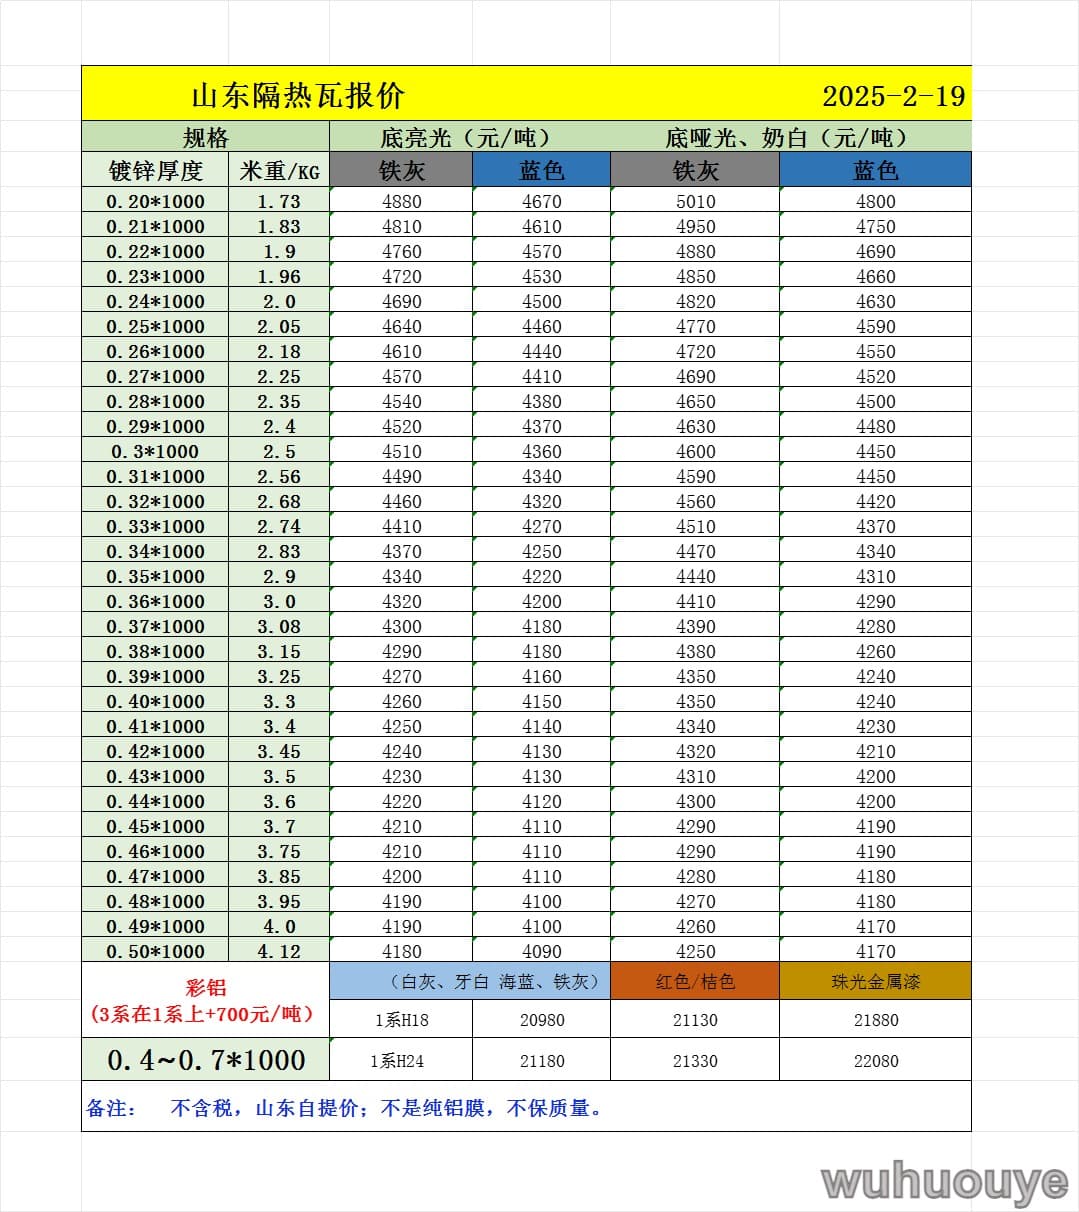 山东隔热瓦报价 2025-2-19
规格 底亮光（元/吨） 底哑光、奶白（元/吨）
镀锌厚度 米重/KG 铁灰 蓝色 铁灰 蓝色
0.20*1000 1.73 4880 4670 5010 4800
0.21*1000 1.83 4810 4610 4950 4750
0.22*1000 1.9 4760 4570 4880 4690
0.23*1000 1.96 4720 4530 4850 4660
0.24*1000 2.0 4690 4500 4820 4630
0.25*1000 2.05 4640 4460 4770 4590
0.26*1000 2.18 4610 4440 4720 4550
0.27*1000 2.25 4570 4410 4690 4520
0.28*1000 2.35 4540 4380 4650 4500
0.29*1000 2.4 4520 4370 4630 4480
0.3*1000 2.5 4510 4360 4600 4450
0.31*1000 2.56 4490 4340 4590 4450
0.32*1000 2.68 4460 4320 4560 4420
0.33*1000 2.74 4410 4270 4510 4370
0.34*1000 2.83 4370 4250 4470 4340
0.35*1000 2.9 4340 4220 4440 4310
0.36*1000 3.0 4320 4200 4410 4290
0.37*1000 3.08 4300 4180 4390 4280
0.38*1000 3.15 4290 4180 4380 4260
0.39*1000 3.25 4270 4160 4350 4240
0.40*1000 3.3 4260 4150 4350 4240
0.41*1000 3.4 4250 4140 4340 4230
0.42*1000 3.45 4240 4130 4320 4210
0.43*1000 3.5 4230 4130 4310 4200
0.44*1000 3.6 4220 4120 4300 4200
0.45*1000 3.7 4210 4110 4290 4190
0.46*1000 3.75 4210 4110 4290 4190
0.47*1000 3.85 4200 4110 4280 4180
0.48*1000 3.95 4190 4100 4270 4180
0.49*1000 4.0 4190 4100 4260 4170
0.50*1000 4.12 4180 4090 4250 4170
彩铝
(3系在1系上+700元/吨）
（白灰、牙白 海蓝、铁灰） 红色/桔色 珠光金属漆
1系H18 20980 21130 21880
0.4~0.7*1000 1系H24 21180 21330 22080
备注： 不含税，山东自提价；不是纯铝膜，不保质量。
wuhuouye